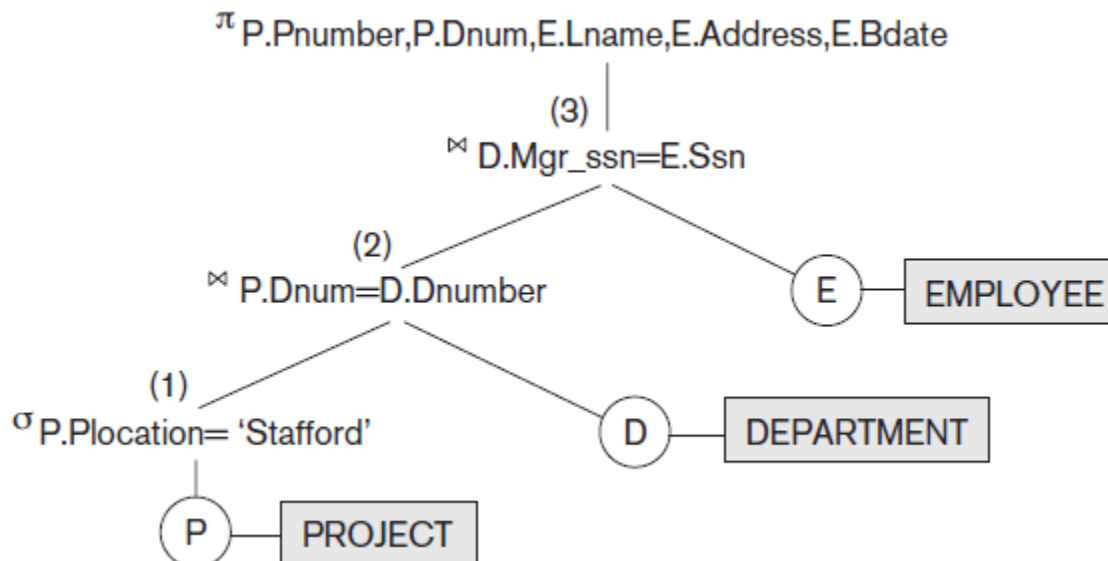 π P.Pnumber,P.Dnum,E.Lname,E.Address,E.Bdate
(3)
⋈ D.Mgr_ssn=E.Ssn
(2)
⋈ P.Dnum=D.Dnumber
E
EMPLOYEE
(1)
σ P.Plocation= ‘Stafford’
D
DEPARTMENT
P
PROJECT